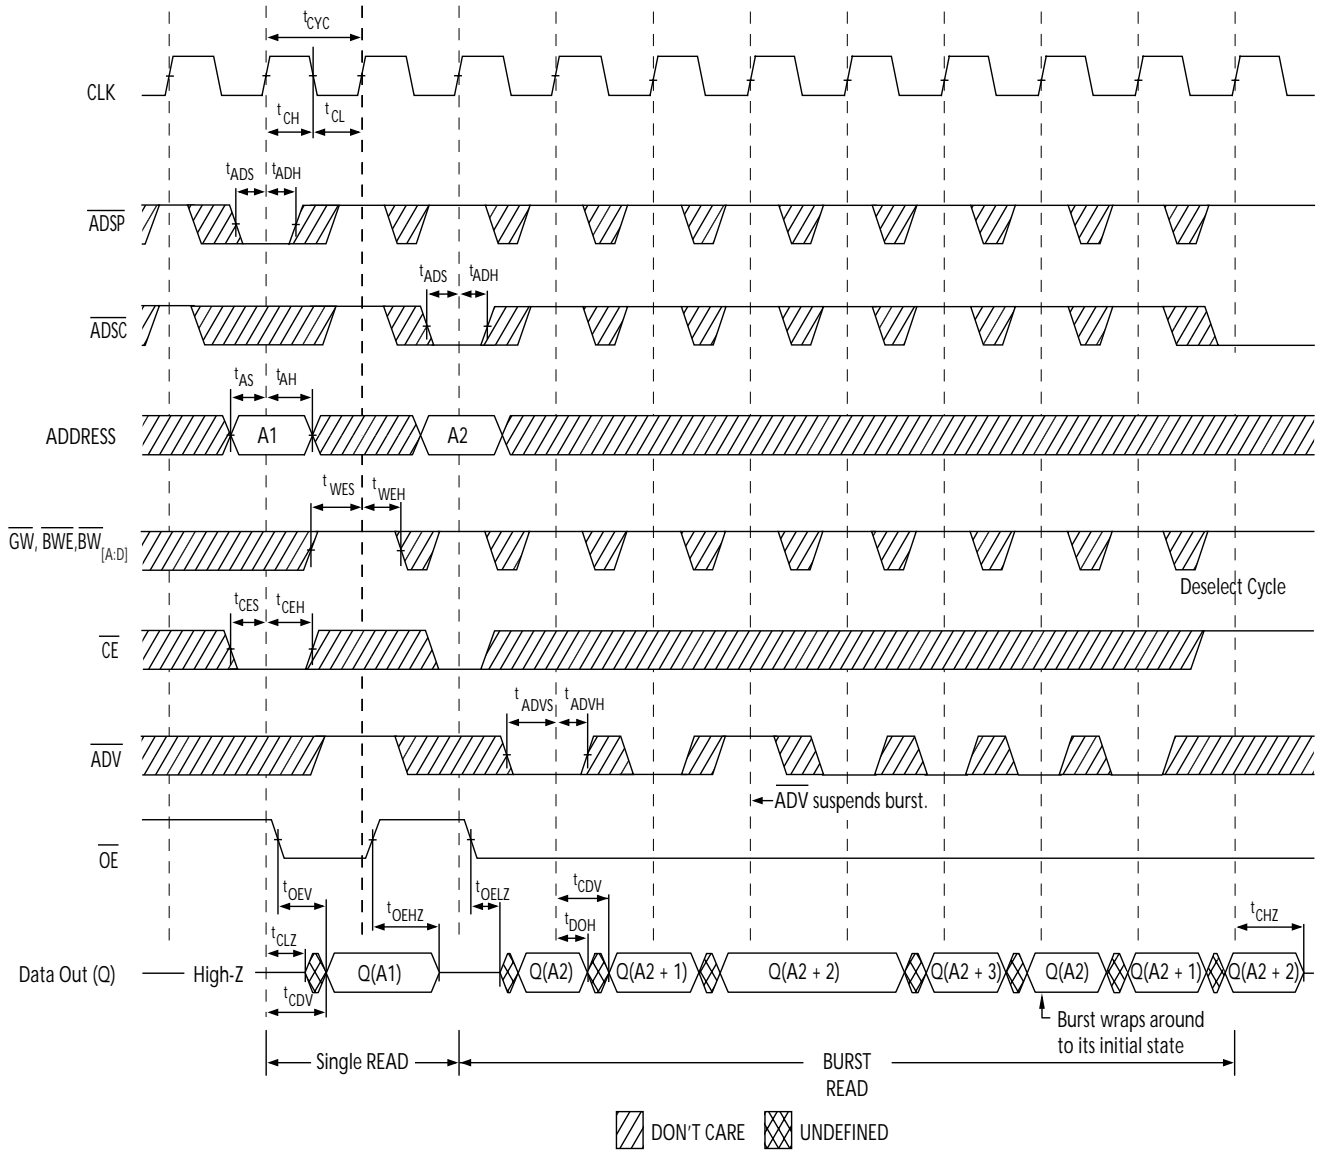 tCYC
CLK
tCH
tCL
tADS
tADH
ADSP
tADS
tADH
ADSC
tAS
tAH
ADDRESS
A1
A2
tWES
tWEH
GW, BWE,BW[A:D]
Deselect Cycle
tCES
tCEH
CE
tADVS
tADVH
ADV
ADV suspends burst.
OE
tOEV
tOEHZ
tOELZ
tCDV
tDOH
tCHZ
tCLZ
Data Out (Q)
High-Z
Q(A1)
Q(A2)
Q(A2 + 1)
Q(A2 + 2)
Q(A2 + 3)
Q(A2)
Q(A2 + 1)
Q(A2 + 2)
tCDV
Burst wraps around
to its initial state
Single READ
BURST
READ
DON'T CARE
UNDEFINED